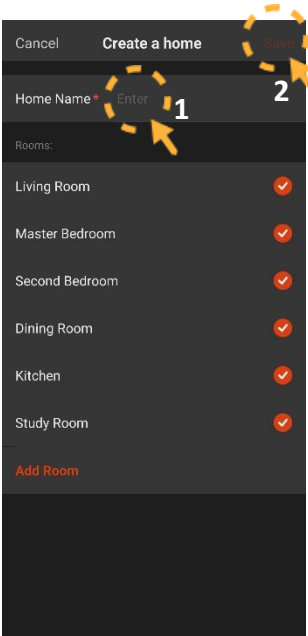 Cancel Create a home Save
Home Name* Enter
1
2
Rooms:
Living Room
Master Bedroom
Second Bedroom
Dining Room
Kitchen
Study Room
Add Room